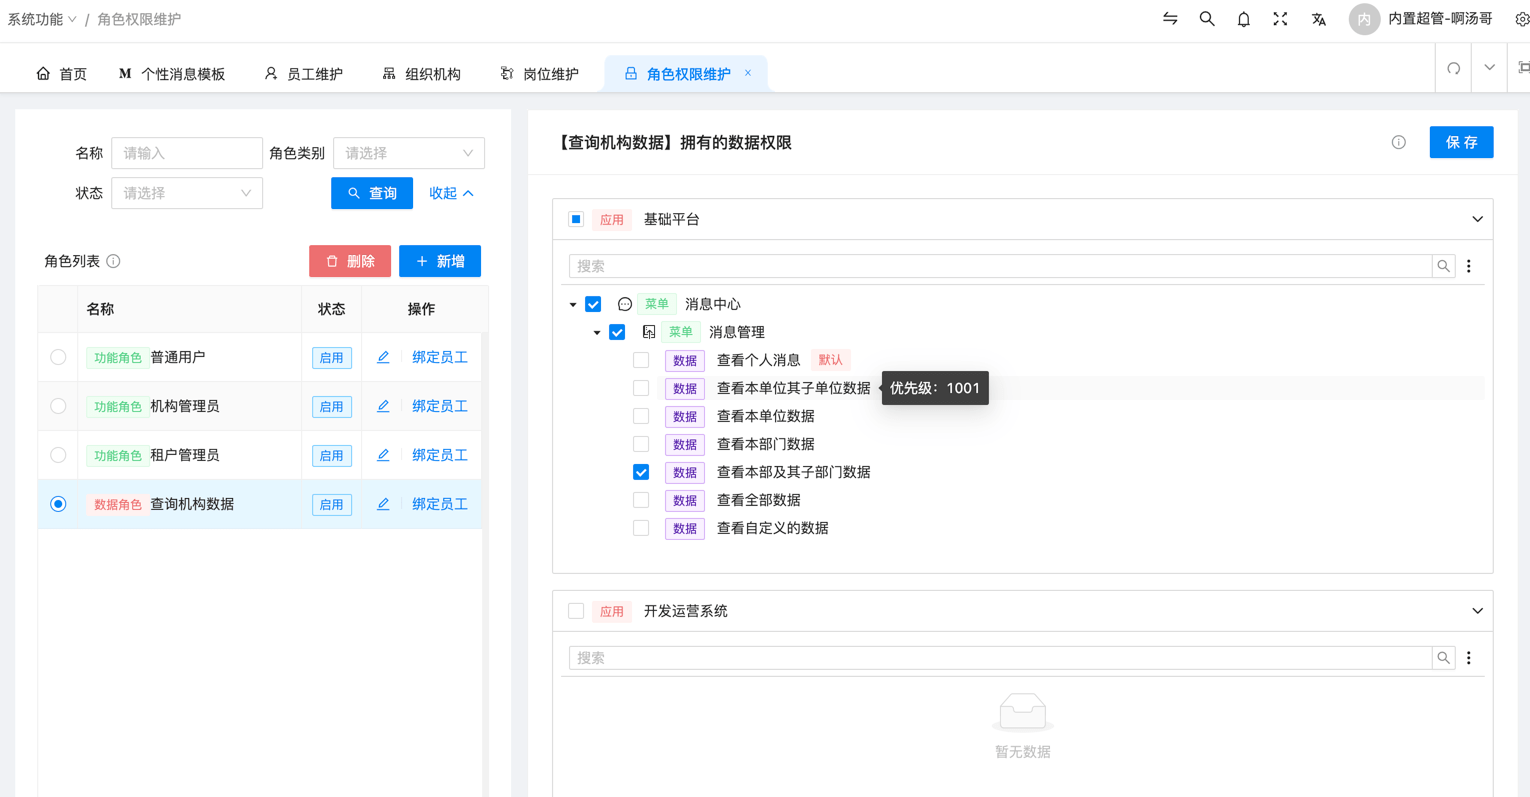 系统功能 / 角色权限维护
内 内置超管-啊汤哥
首页 M 个性消息模板 员工维护 组织机构 岗位维护 角色权限维护 ×
名称 请输入 角色类别 请选择
状态 请选择 查询 收起
角色列表 删除 + 新增
名称 状态 操作
功能角色 普通用户 启用 绑定员工
功能角色 机构管理员 启用 绑定员工
功能角色 租户管理员 启用 绑定员工
数据角色 查询机构数据 启用 绑定员工
【查询机构数据】拥有的数据权限 保 存
应用 基础平台
搜索
菜单 消息中心
菜单 消息管理
数据 查看个人消息 默认
数据 查看本单位其子单位数据 优先级：1001
数据 查看本单位数据
数据 查看本部门数据
数据 查看本部及其子部门数据
数据 查看全部数据
数据 查看自定义的数据
应用 开发运营系统
搜索
暂无数据